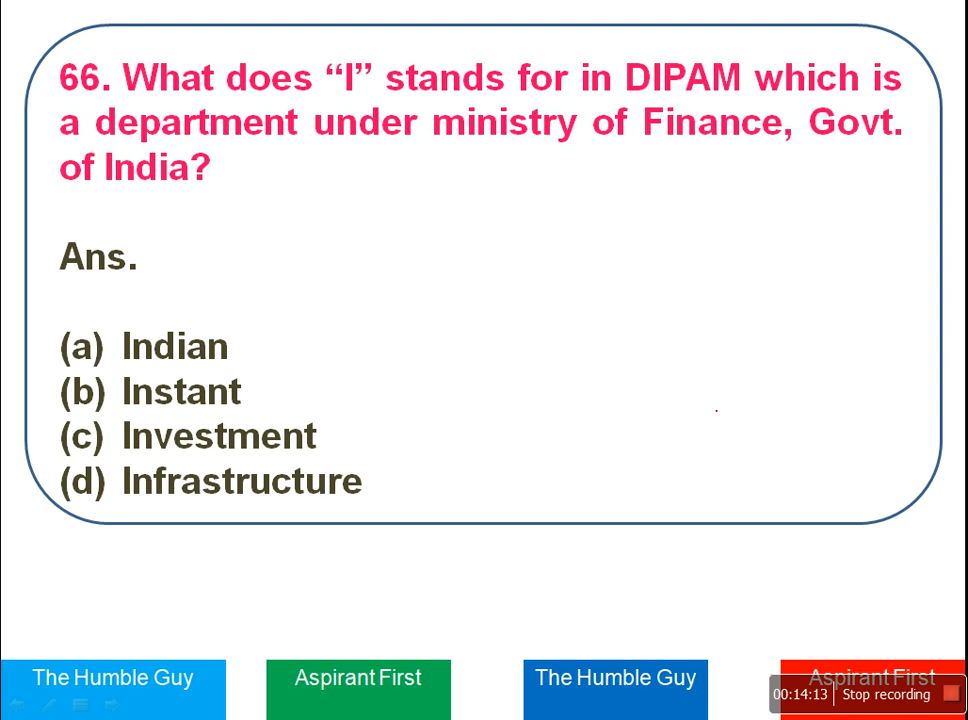 66. What does “I” stands for in DIPAM which is
a department under ministry of Finance, Govt.
of India?
Ans.
(a) Indian
(b) Instant
(c) Investment
(d) Infrastructure
The Humble Guy
Aspirant First
The Humble Guy
Aspirant First
00:14:13 Stop recording